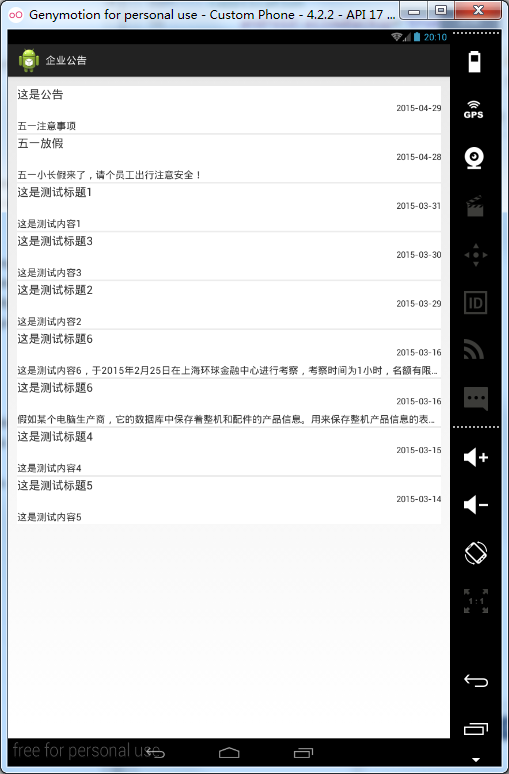 Genymotion for personal use - Custom Phone - 4.2.2 - API 17 ...
20:10
企业公告
这是公告
2015-04-29
五一注意事项
五一放假
2015-04-28
五一小长假来了，请个员工出行注意安全！
这是测试标题1
2015-03-31
这是测试内容1
这是测试标题3
2015-03-30
这是测试内容3
这是测试标题2
2015-03-29
这是测试内容2
这是测试标题6
2015-03-16
这是测试内容6，于2015年2月25日在上海环球金融中心进行考察，考察时间为1小时，名额有限...
这是测试标题6
2015-03-16
假如某个电脑生产商，它的数据库中保存着整机和配件的产品信息。用来保存整机产品信息的表...
这是测试标题4
2015-03-15
这是测试内容4
这是测试标题5
2015-03-14
这是测试内容5
GPS
ID
1:1
free for personal use